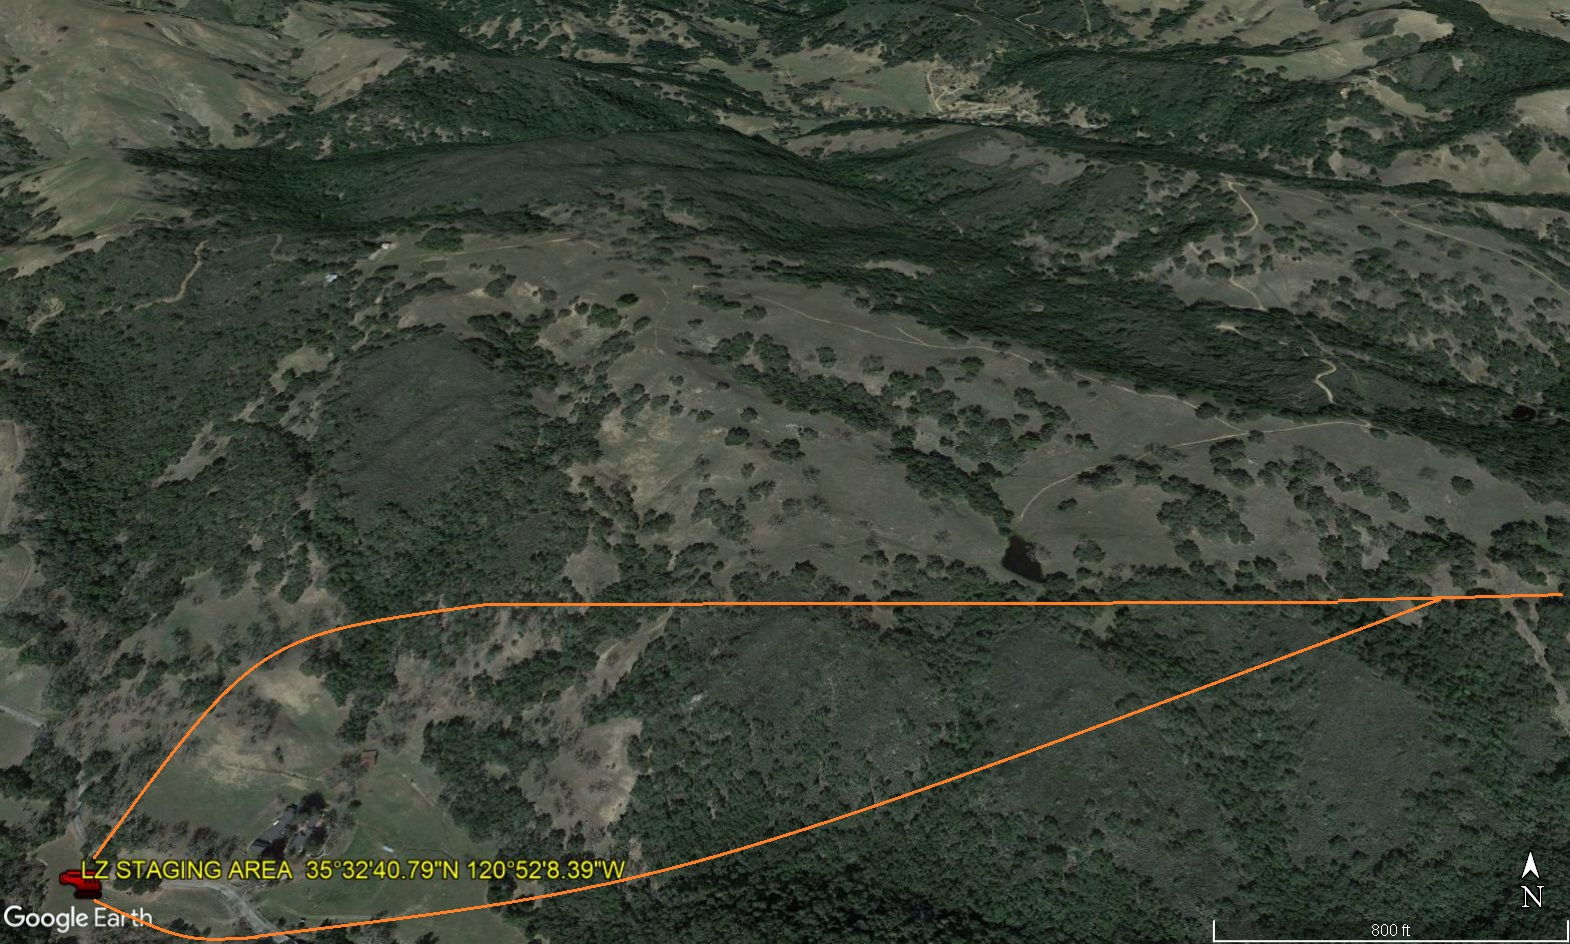 LZ STAGING AREA 35°32'40.79"N 120°52'8.39"W
Google Earth
N
800 ft